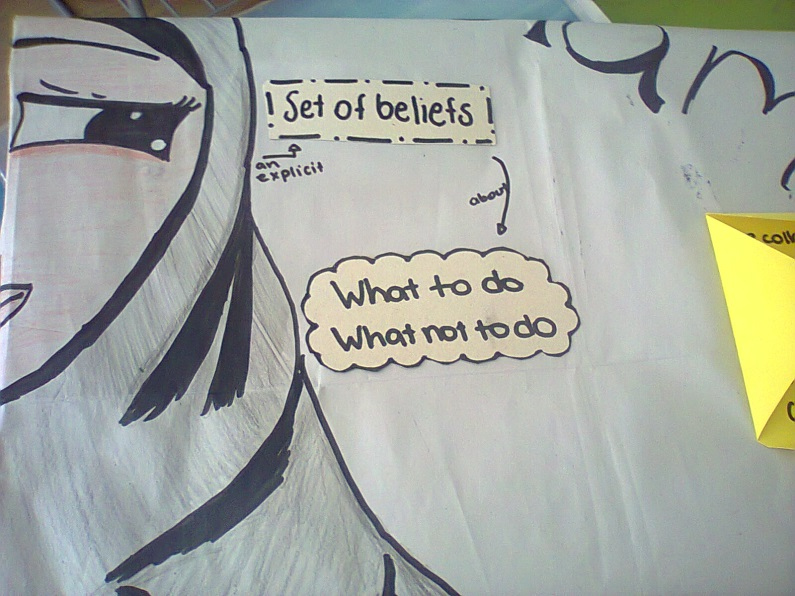 Set of beliefs
an
explicit
about
What to do
What not to do